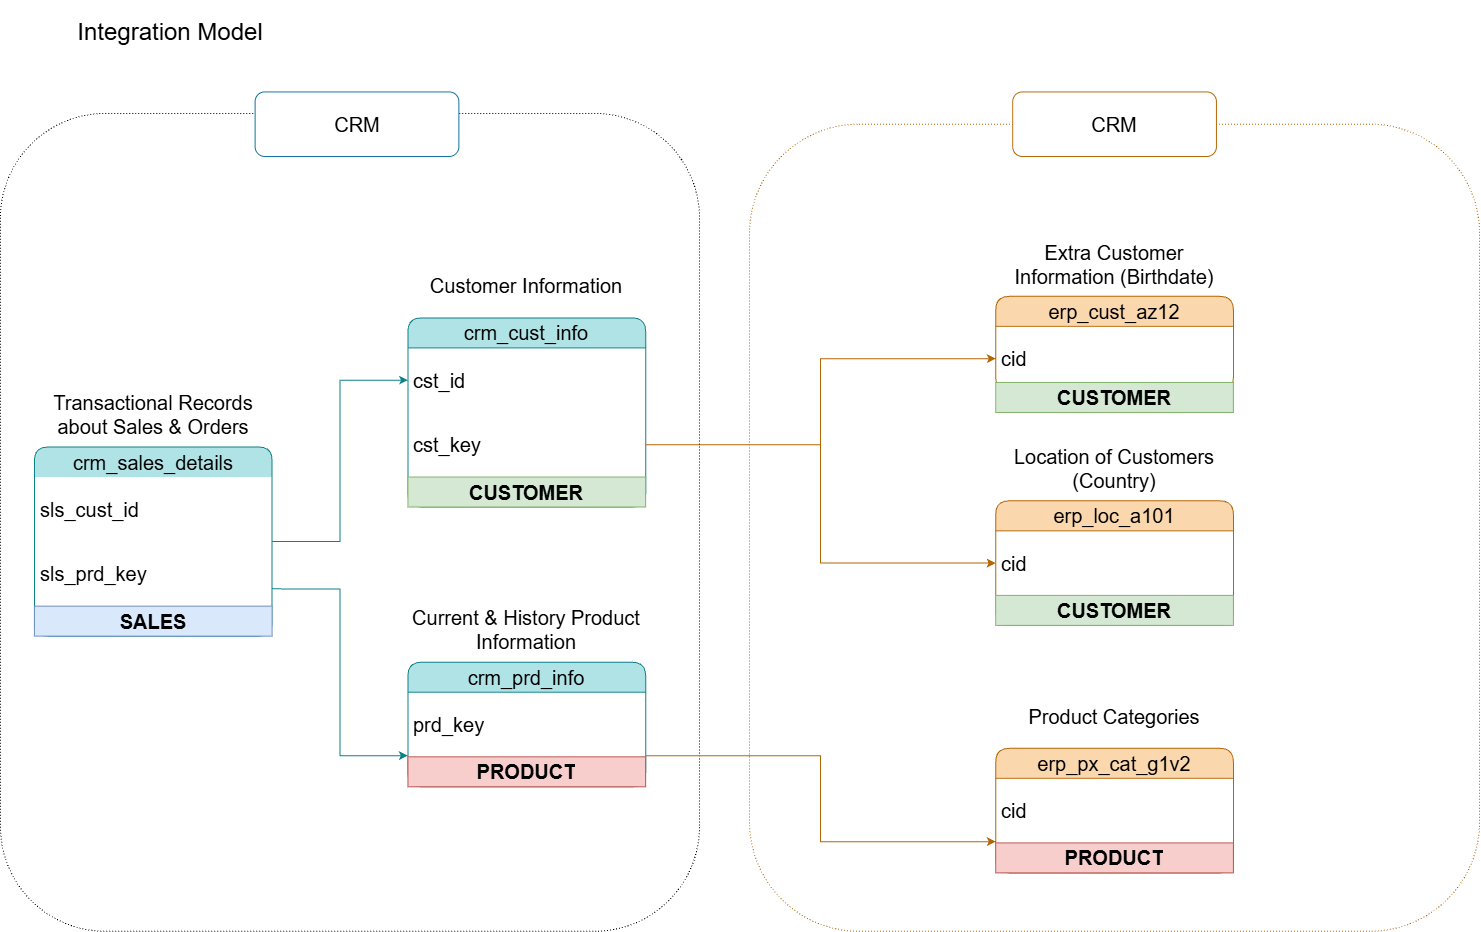 Integration Model
CRM
CRM
Transactional Records
about Sales & Orders
crm_sales_details
sls_cust_id
sls_prd_key
SALES
Customer Information
crm_cust_info
cst_id
cst_key
CUSTOMER
Current & History Product
Information
crm_prd_info
prd_key
PRODUCT
Extra Customer
Information (Birthdate)
erp_cust_az12
cid
CUSTOMER
Location of Customers
(Country)
erp_loc_a101
cid
CUSTOMER
Product Categories
erp_px_cat_g1v2
cid
PRODUCT